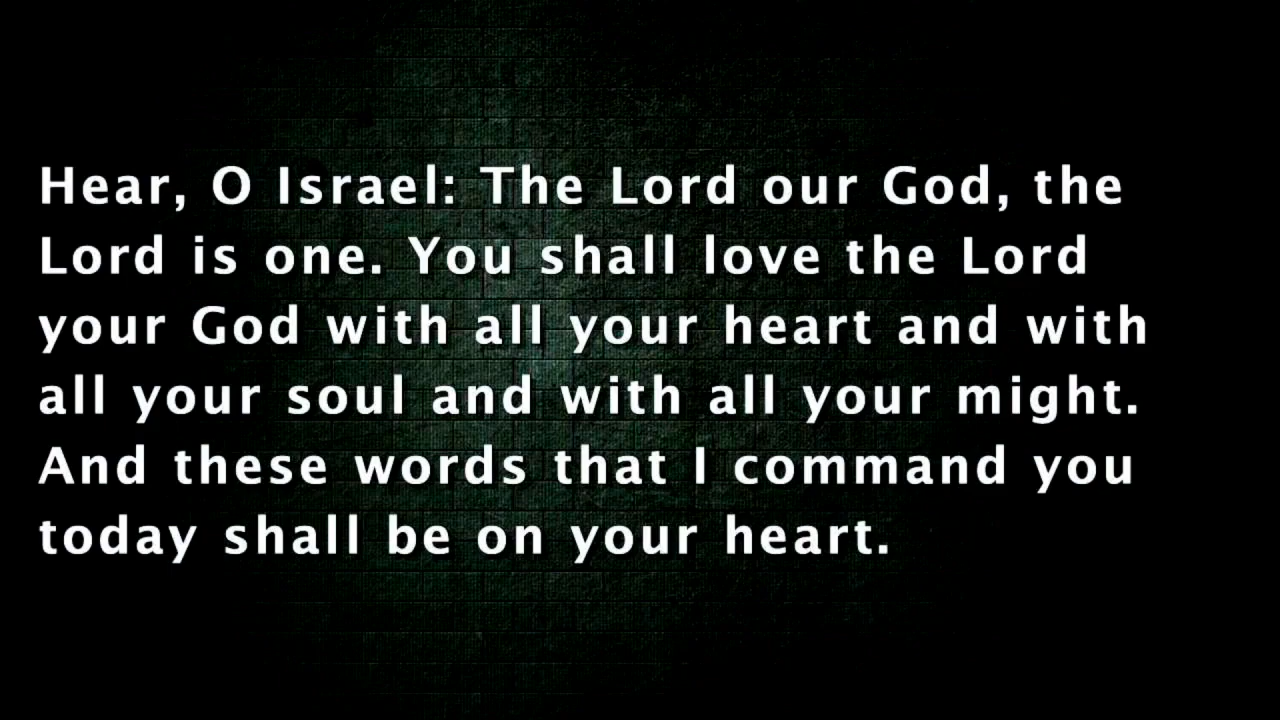 Hear, O Israel: The Lord our God, the
Lord is one. You shall love the Lord
your God with all your heart and with
all your soul and with all your might.
And these words that I command you
today shall be on your heart.